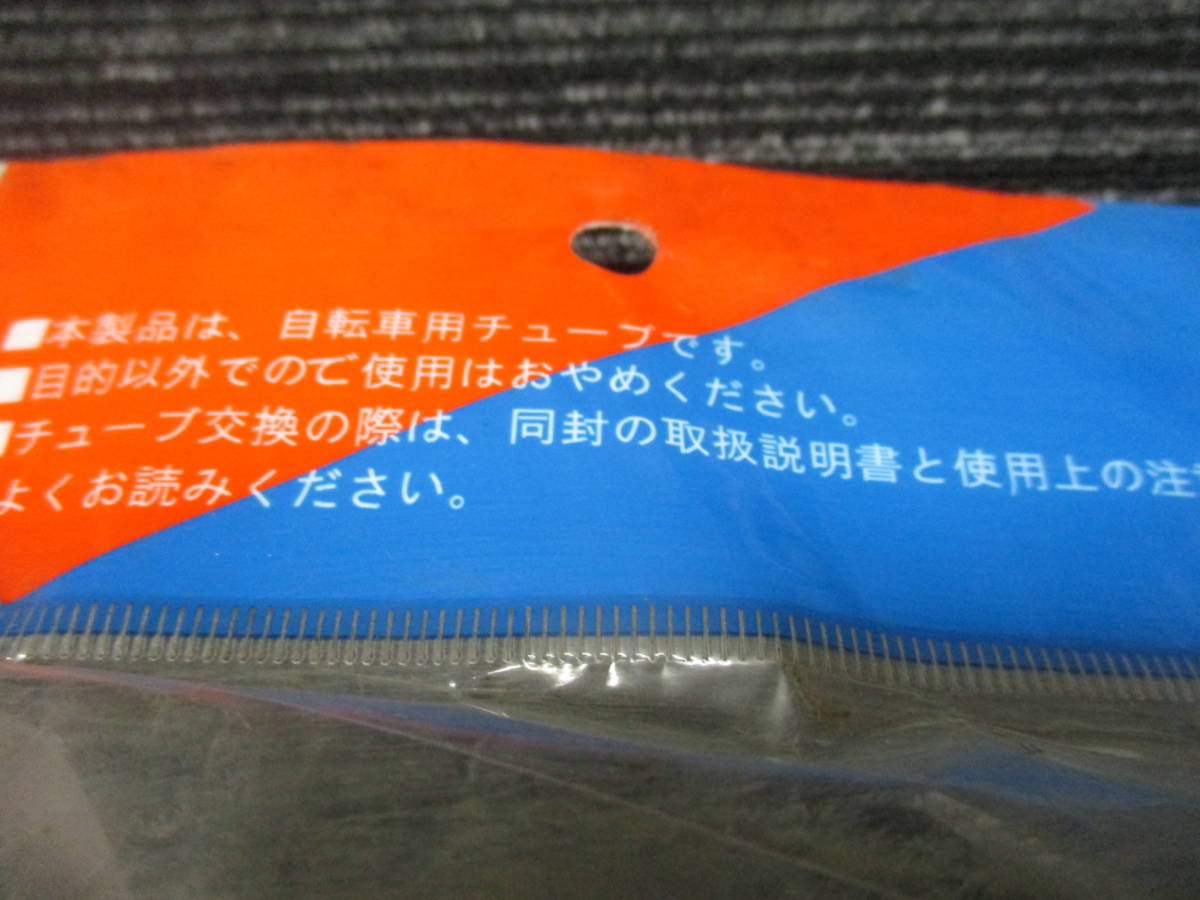 ■本製品は、自転車用チューブです。
■目的以外でのご使用はおやめください。
■チューブ交換の際は、同封の取扱説明書と使用上の注
よくお読みください。